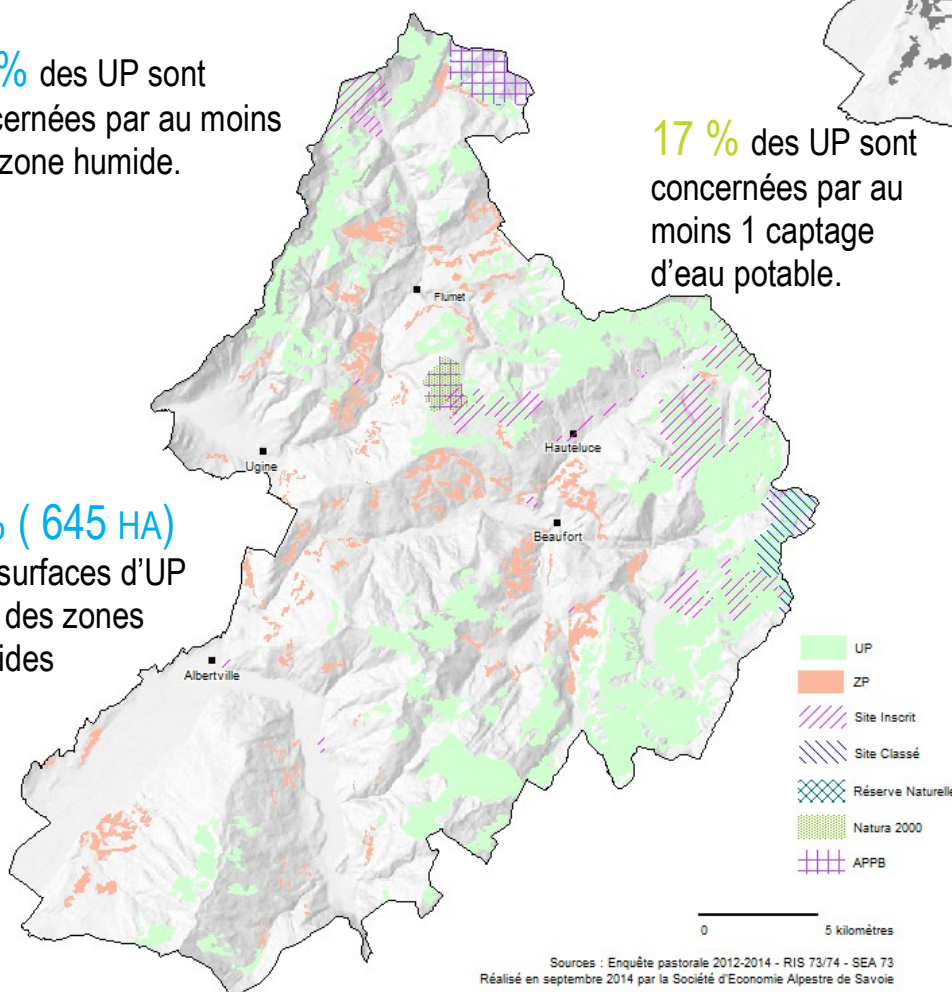 % des UP sont
cernées par au moins
zone humide.
17 % des UP sont
concernées par au
moins 1 captage
d'eau potable.
Flumet
Ugine
Hauteluce
Beaufort
( 645 HA)
surfaces d'UP
des zones
ides
Albertville
UP
ZP
Site Inscrit
Site Classé
Réserve Naturelle
Natura 2000
APPB
0 5 kilomètres
Sources : Enquête pastorale 2012-2014 - RIS 73/74 - SEA 73
Réalisé en septembre 2014 par la Société d'Economie Alpestre de Savoie